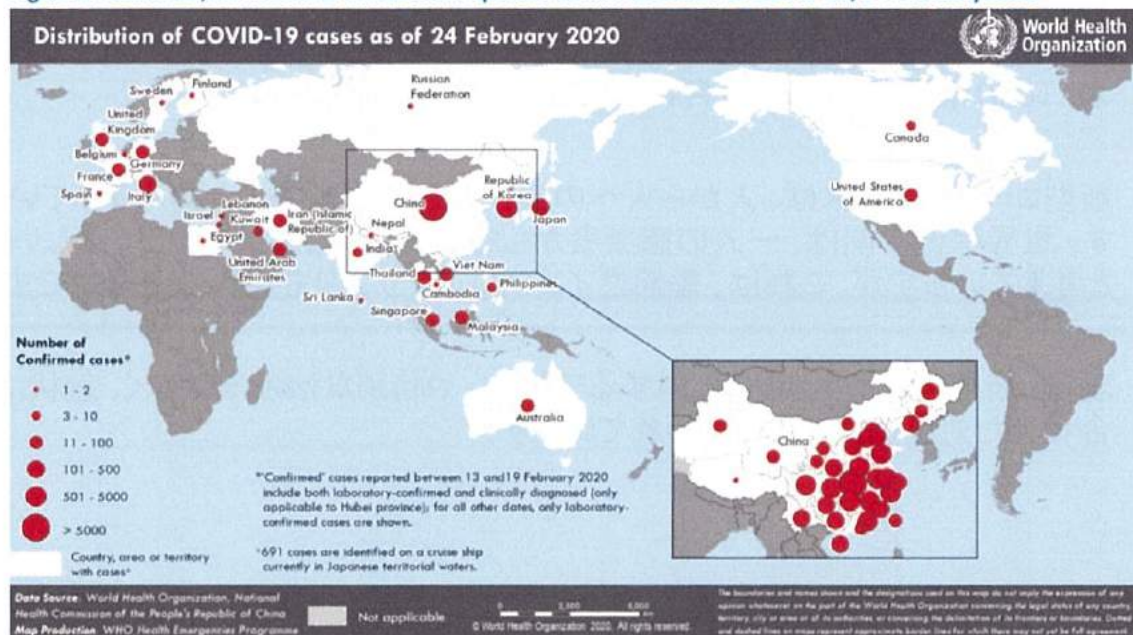 Distribution of COVID-19 cases as of 24 February 2020
World Health
Organization
Finland
Sweden
Russian
Federation
United
Kingdom
Canada
Belgium
Germany
France
Republic
of Korea
United States
of America
Spain
Italy
China
Japan
Lebanon
Israel
Kuwait
Iran (Islamic
Republic of)
Nepal
Egypt
India
United Arab
Emirates
Thailand
Viet Nam
Cambodia
Philippines
Sri Lanka
Singapore
Malaysia
Number of
Confirmed cases*
1 - 2
3 - 10
11 - 100
101 - 500
501 - 5000
> 5000
Country, area or territory
with cases*
Australia
China
"'Confirmed' cases reported between 13 and19 February 2020
include both laboratory-confirmed and clinically diagnosed (only
applicable to Hubei province); for all other dates, only laboratory-
confirmed cases are shown.
*691 cases are identified on a cruise ship
currently in Japanese territorial waters.
Data Source: World Health Organization, National
Health Commission of the People's Republic of China
Map Production: WHO Health Emergencies Programme
Not applicable
© World Health Organization 2020. All rights reserved.